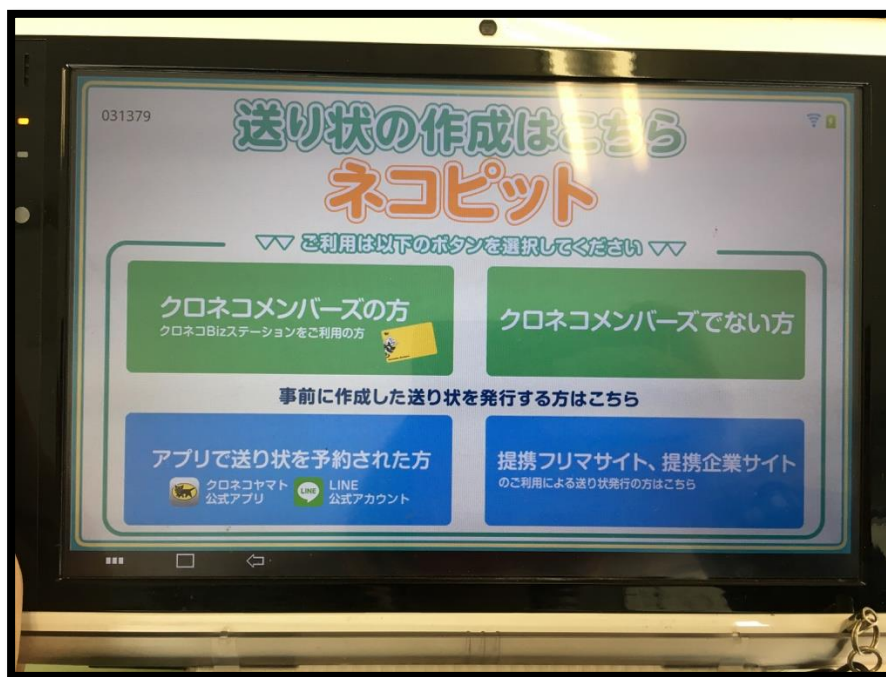 031379
送り状の作成はこちら
ネコピット
▽▽ ご利用は以下のボタンを選択してください ▽▽
クロネコメンバーズの方
クロネコBizステーションをご利用の方
クロネコメンバーズでない方
事前に作成した送り状を発行する方はこちら
アプリで送り状を予約された方
クロネコヤマト
公式アプリ
LINE
LINE
公式アカウント
提携フリマサイト、提携企業サイト
のご利用による送り状発行の方はこちら